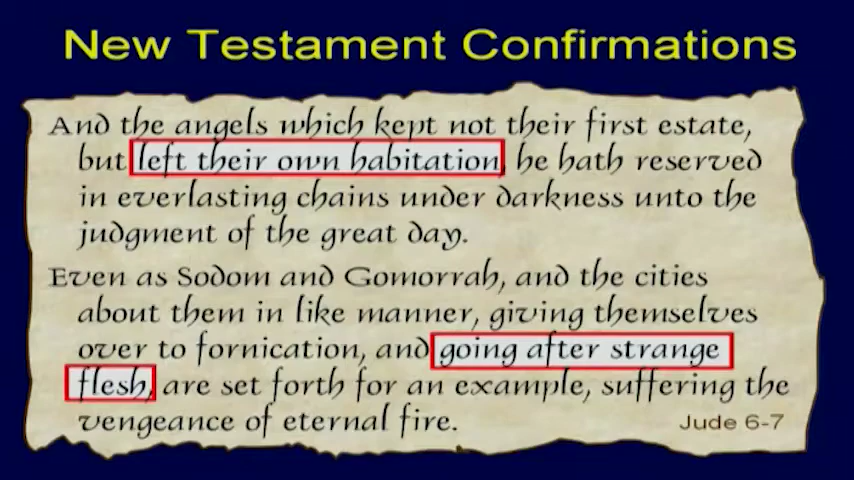 New Testament Confirmations
And the angels which kept not their first estate,
but left their own habitation, he hath reserved
in everlasting chains under darkness unto the
judgment of the great day.
Even as Sodom and Gomorrah, and the cities
about them in like manner, giving themselves
over to fornication, and going after strange
flesh, are set forth for an example, suffering the
vengeance of eternal fire.
Jude 6-7